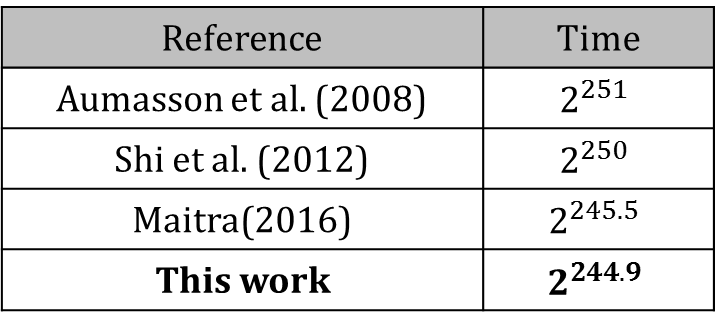 Reference Time
Aumasson et al. (2008) 2^251
Shi et al. (2012) 2^250
Maitra(2016) 2^245.5
This work 2^244.9